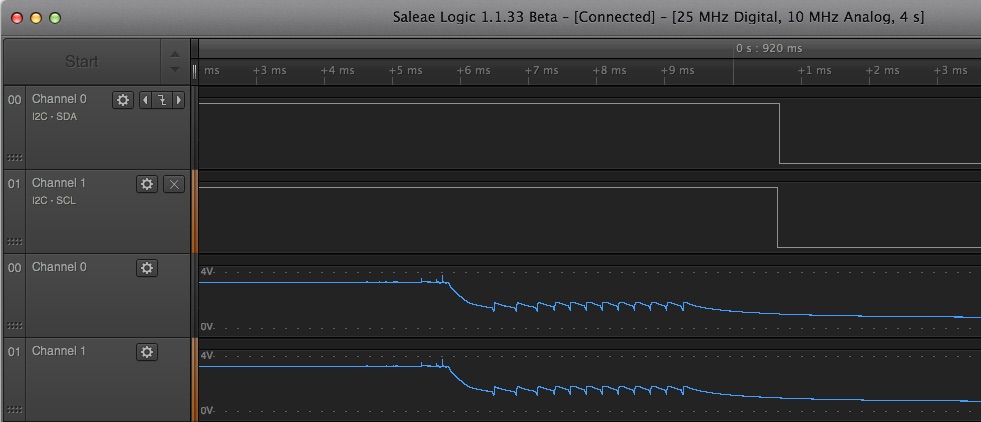 Saleae Logic 1.1.33 Beta – [Connected] – [25 MHz Digital, 10 MHz Analog, 4 s]
Start
0 s : 920 ms
ms +3 ms +4 ms +5 ms +6 ms +7 ms +8 ms +9 ms +1 ms +2 ms +3 ms
00 Channel 0
I2C - SDA
01 Channel 1
I2C - SCL
00 Channel 0
4V
0V
01 Channel 1
4V
0V